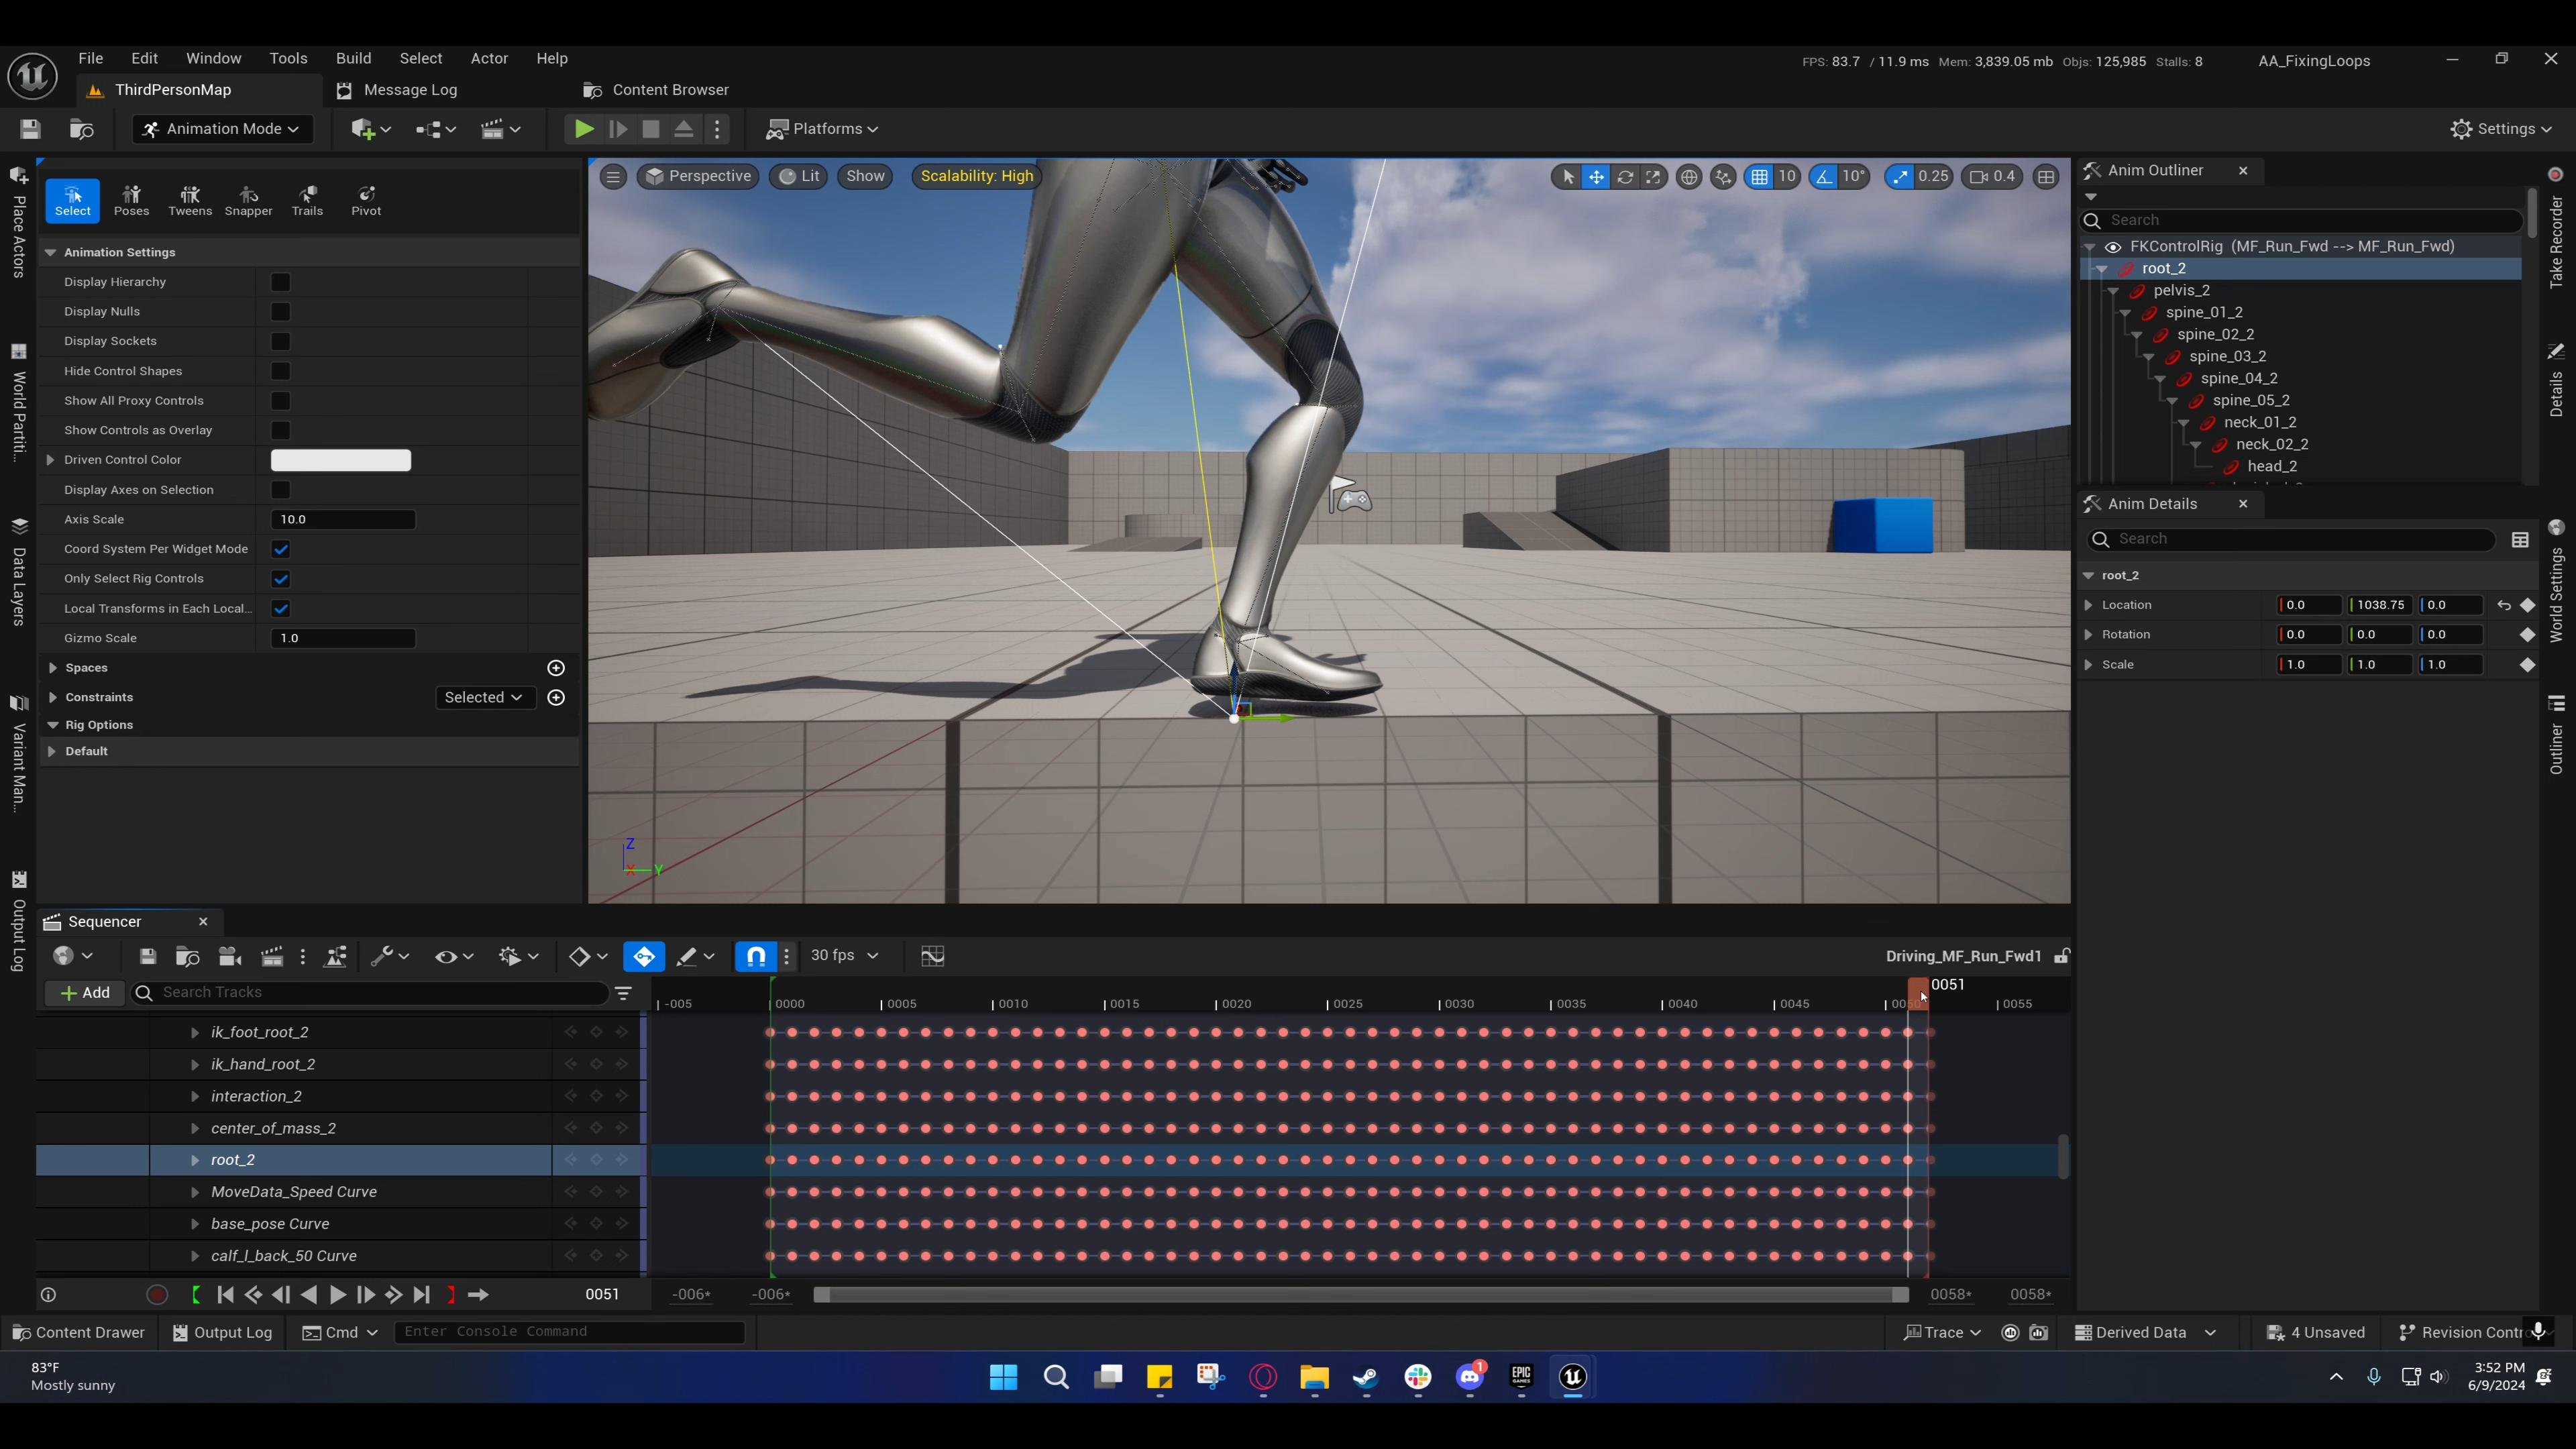 File Edit Window Tools Build Select Actor Help
FPS: 83.7 / 11.9 ms Mem: 3,839.05 mb Objs: 125,985 Stalls: 8
AA_FixingLoops
ThirdPersonMap
Message Log
Content Browser
Animation Mode
Platforms
Settings
Place Actors
World Partiti...
Data Layers
Variant Man...
Output Log
Select
Poses
Tweens
Snapper
Trails
Pivot
Animation Settings
Display Hierarchy
Display Nulls
Display Sockets
Hide Control Shapes
Show All Proxy Controls
Show Controls as Overlay
Driven Control Color
Display Axes on Selection
Axis Scale 10.0
Coord System Per Widget Mode
Only Select Rig Controls
Local Transforms in Each Local...
Gizmo Scale 1.0
Spaces
Constraints Selected
Rig Options
Default
Perspective Lit Show Scalability: High
10 10° 0.25 0.4
Z
X Y
Anim Outliner
Search
FKControlRig (MF_Run_Fwd --> MF_Run_Fwd)
root_2
pelvis_2
spine_01_2
spine_02_2
spine_03_2
spine_04_2
spine_05_2
neck_01_2
neck_02_2
head_2
Anim Details
Search
root_2
Location 0.0 1038.75 0.0
Rotation 0.0 0.0 0.0
Scale 1.0 1.0 1.0
Take Recorder
Details
World Settings
Outliner
Sequencer
30 fps
Driving_MF_Run_Fwd1
Add
Search Tracks
0051
-005 0000 0005 0010 0015 0020 0025 0030 0035 0040 0045 0050 0055
ik_foot_root_2
ik_hand_root_2
interaction_2
center_of_mass_2
root_2
MoveData_Speed Curve
base_pose Curve
calf_l_back_50 Curve
0051
-006* -006* 0058* 0058*
Content Drawer Output Log Cmd Enter Console Command
Trace Derived Data 4 Unsaved Revision Contro
83°F
Mostly sunny
1
EPIC
GAMES
3:52 PM
6/9/2024